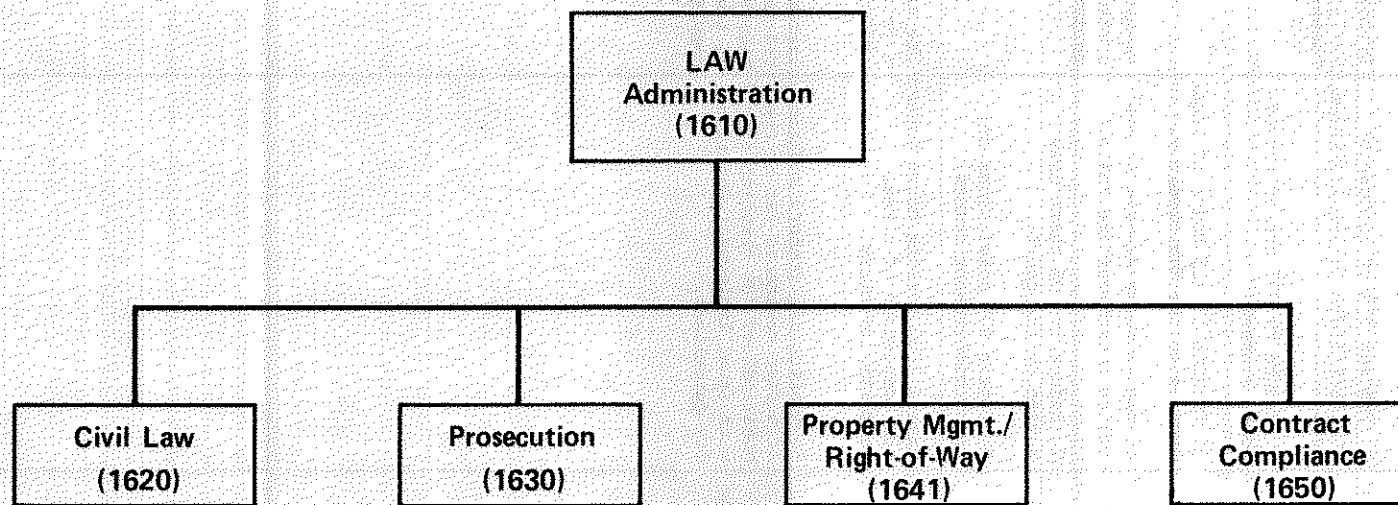 LAW
Administration
(1610)
Civil Law
(1620)
Prosecution
(1630)
Property Mgmt./
Right-of-Way
(1641)
Contract
Compliance
(1650)